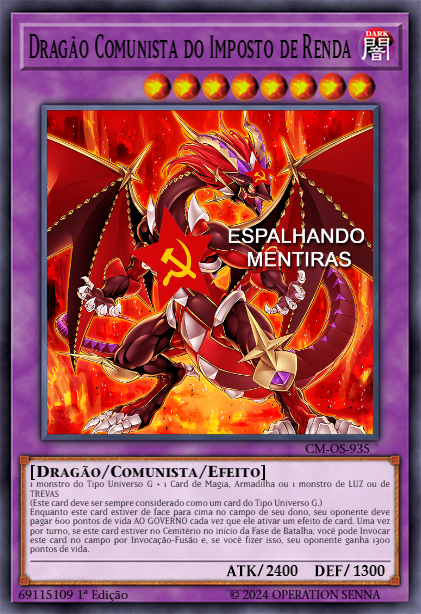 DRAGÃO COMUNISTA DO IMPOSTO DE RENDA
DARK
闇
ESPALHANDO
MENTIRAS
CM-OS-935
[DRAGÃO/COMUNISTA/EFEITO]
1 monstro do Tipo Universo G + 1 Card de Magia, Armadilha ou 1 monstro de LUZ ou de
TREVAS
(Este card deve ser sempre considerado como um card do Tipo Universo G.)
Enquanto este card estiver de face para cima no campo de seu dono, seu oponente deve
pagar 600 pontos de vida AO GOVERNO cada vez que ele ativar um efeito de card. Uma vez
por turno, se este card estiver no Cemitério no início da Fase de Batalha: você pode Invocar
este card no campo por Invocação-Fusão e, se você fizer isso, seu oponente ganha 1300
pontos de vida.
ATK/2400 DEF/1300
69115109 1ª Edição © 2024 OPERATION SENNA